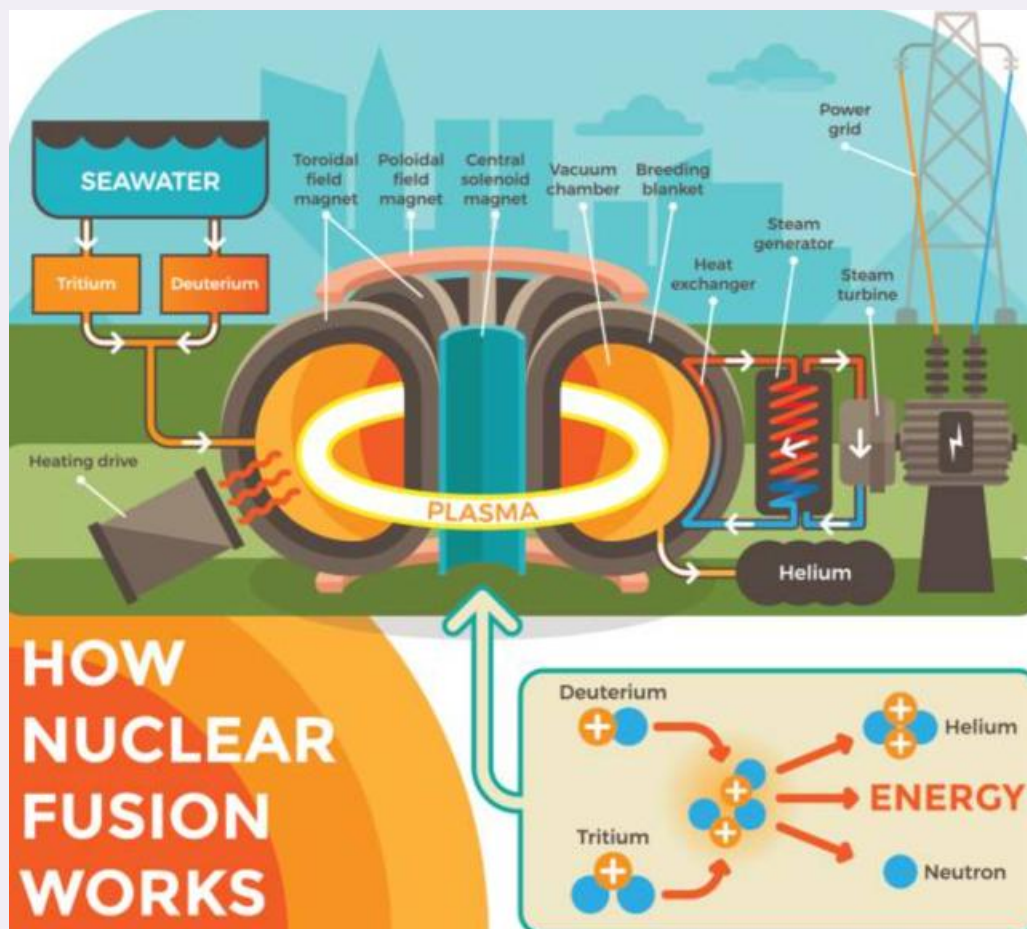 SEAWATER
Tritium
Deuterium
Toroidal
field
magnet
Poloidal
field
magnet
Central
solenoid
magnet
Vacuum
chamber
Breeding
blanket
Heat
exchanger
Steam
generator
Steam
turbine
Power
grid
Heating drive
PLASMA
Helium
HOW
NUCLEAR
FUSION
WORKS
Deuterium
Tritium
Helium
ENERGY
Neutron